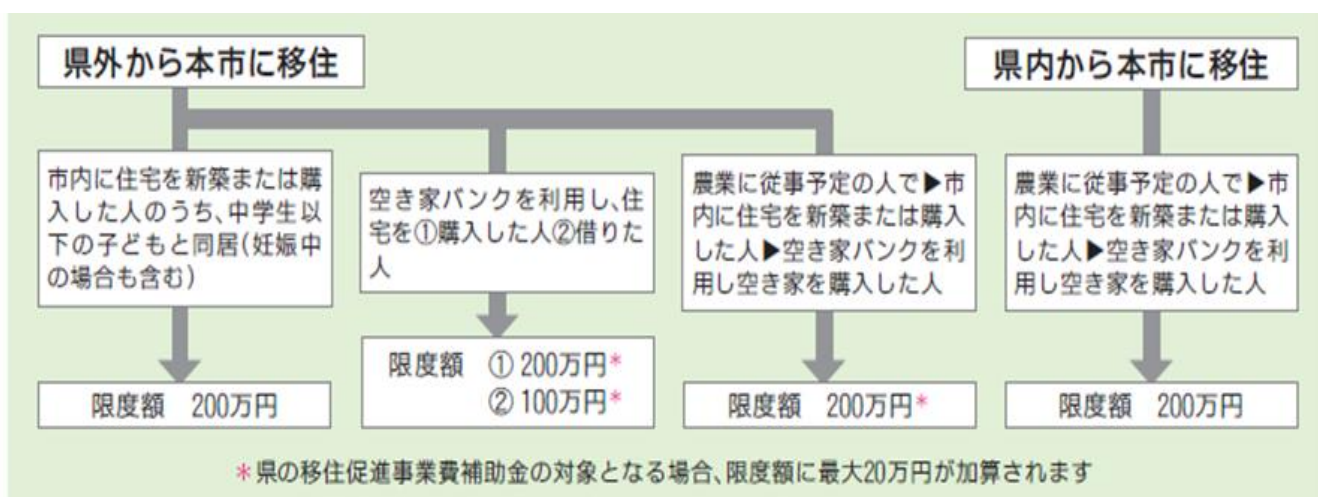 県外から本市に移住
県内から本市に移住
市内に住宅を新築または購
入した人のうち、中学生以
下の子どもと同居(妊娠中
の場合も含む)
空き家バンクを利用し、住
宅を①購入した人②借りた
人
農業に従事予定の人で▶市
内に住宅を新築または購入
した人▶空き家バンクを利
用し空き家を購入した人
農業に従事予定の人で▶市
内に住宅を新築または購入
した人▶空き家バンクを利
用し空き家を購入した人
限度額 200万円
限度額 ① 200万円*
② 100万円*
限度額 200万円*
限度額 200万円
*県の移住促進事業費補助金の対象となる場合、限度額に最大20万円が加算されます